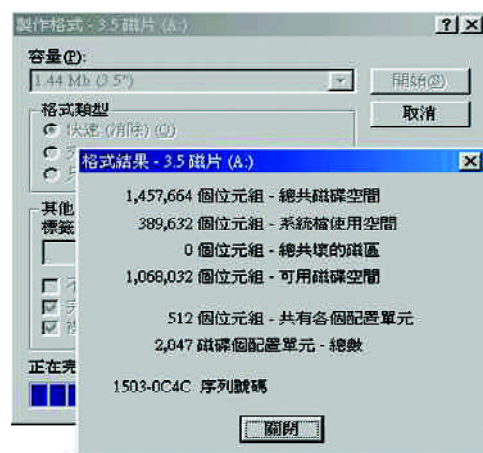 製作格式 - 3.5 磁片 (A:)
容量(P):
1.44 Mb (3.5")
開始(S)
格式類型
取消
快速 (消除) (Q)
格式結果 - 3.5 磁片 (A:)
1,457,664 個位元組 - 總共磁碟空間
389,632 個位元組 - 系統檔使用空間
0 個位元組 - 總共壞的磁區
1,068,032 個位元組 - 可用磁碟空間
其他
標籤
512 個位元組 - 共有各個配置單元
2,847 磁碟個配置單元 - 總數
正在完
1503-0C4C 序列號碼
關閉